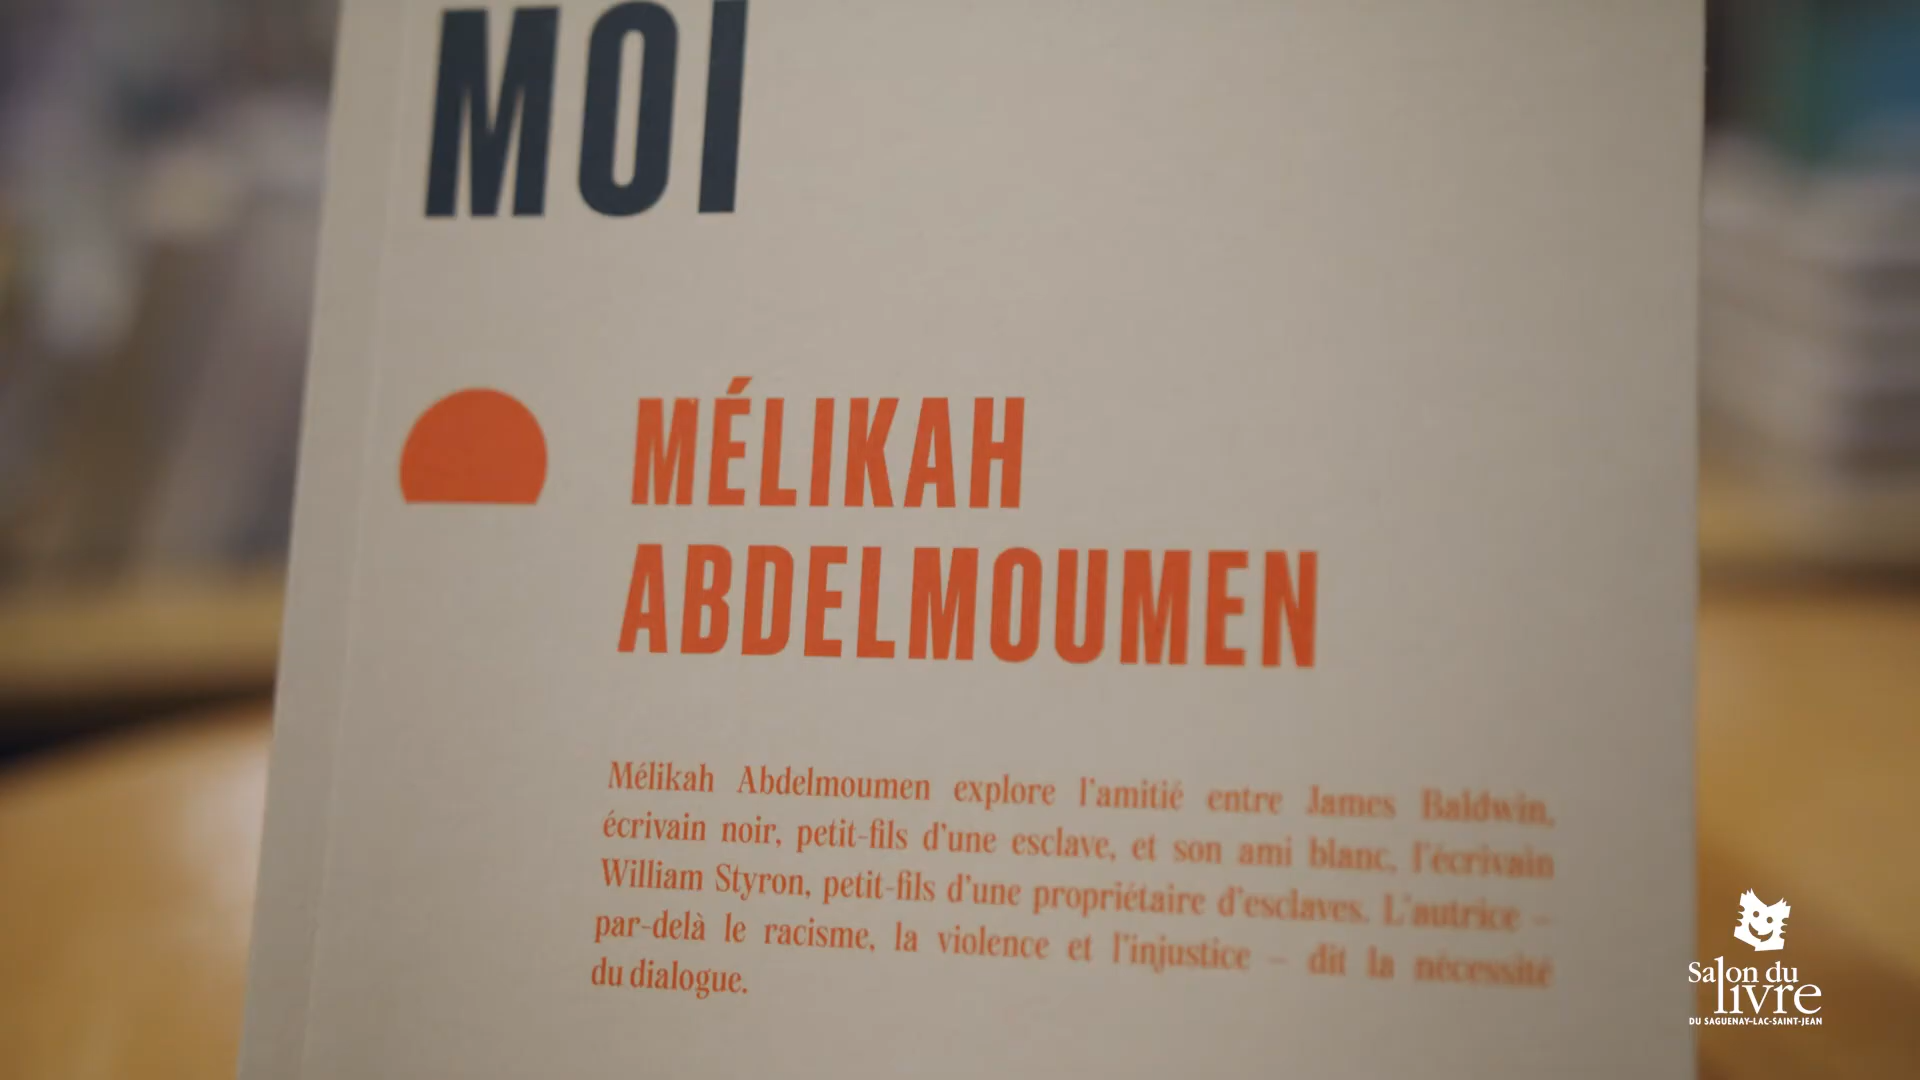 MOI
MÉLIKAH
ABDELMOUMEN
Mélikah Abdelmoumen explore l'amitié entre James Baldwin,
écrivain noir, petit-fils d'une esclave, et son ami blanc, l'écrivain
William Styron, petit-fils d'une propriétaire d'esclaves. L'autrice –
par-delà le racisme, la violence et l'injustice – dit la nécessité
du dialogue.
Salon du
livre
DU SAGUENAY–LAC-SAINT-JEAN